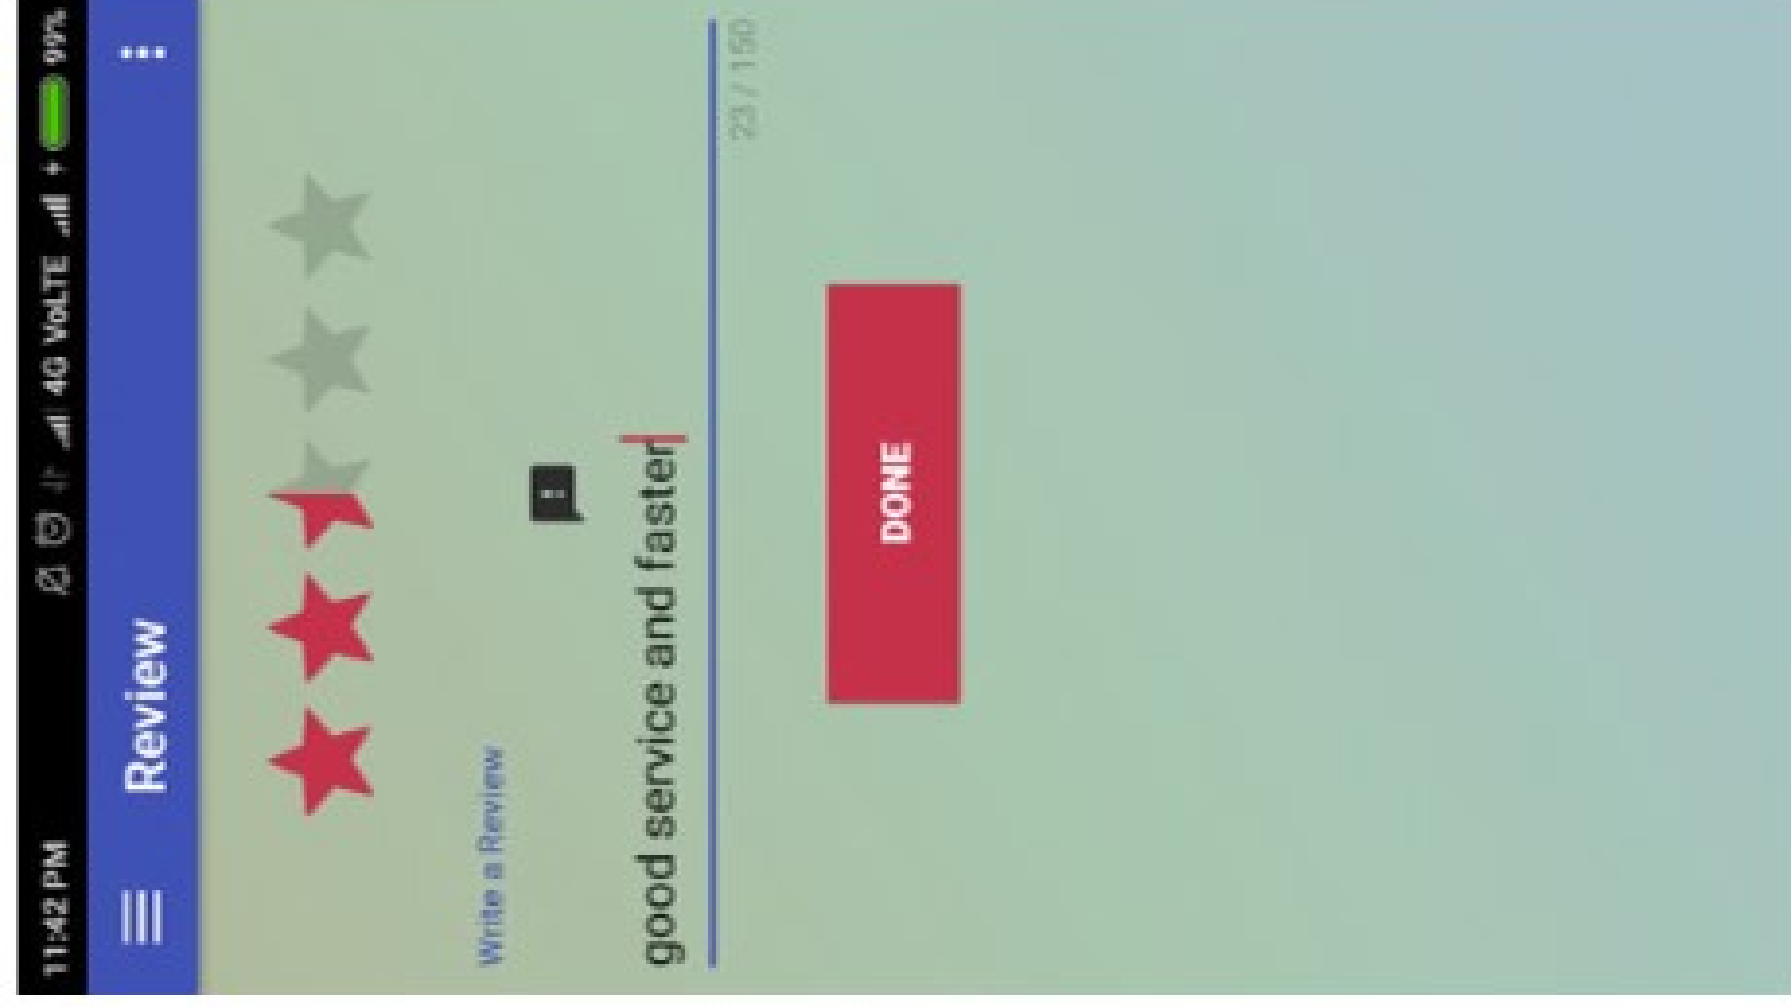 11:42 PM 4G VoLTE 99%
Review
Write a Review
good service and faster
23 / 150
DONE